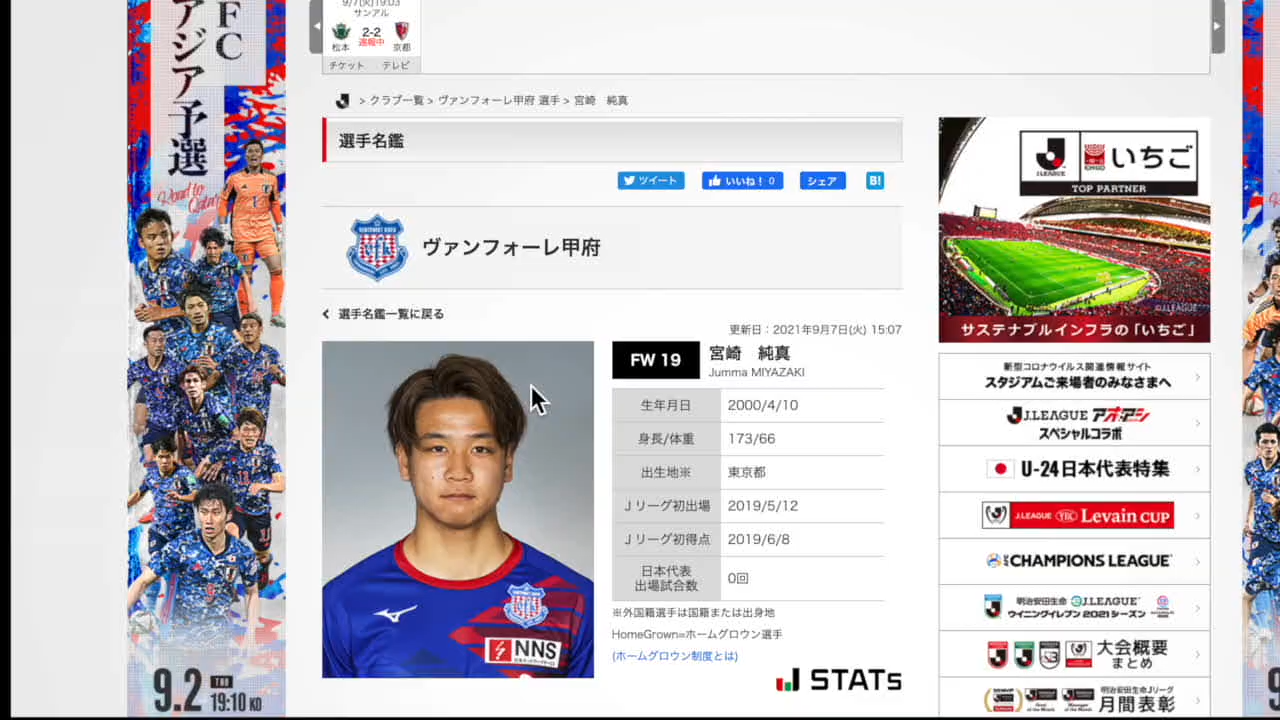 FC
アジア予選
Road to Qatar
9.2 THU 19:10 KO
9/7(火)19:03
サンアル
2-2
速報中
松本 京都
チケット テレビ
> クラブ一覧 > ヴァンフォーレ甲府 選手 > 宮崎　純真
選手名鑑
ツイート いいね！ 0 シェア B!
ヴァンフォーレ甲府
選手名鑑一覧に戻る
更新日：2021年9月7日(火) 15:07
FW 19 宮崎　純真
Jumma MIYAZAKI
生年月日 2000/4/10
身長/体重 173/66
出生地※ 東京都
Ｊリーグ初出場 2019/5/12
Ｊリーグ初得点 2019/6/8
日本代表
出場試合数 0回
※外国籍選手は国籍または出身地
HomeGrown=ホームグロウン選手
(ホームグロウン制度とは)
J STATS
NNS
J.LEAGUE いちご
TOP PARTNER
©J.LEAGUE
サステナブルインフラの「いちご」
新型コロナウイルス関連情報サイト
スタジアムご来場者のみなさまへ
J.LEAGUE アオアシ
スペシャルコラボ
U-24日本代表特集
J.LEAGUE YBC Levain CUP
CHAMPIONS LEAGUE
明治安田生命 J.LEAGUE
ウイニングイレブン 2021シーズン
大会概要
まとめ
明治安田生命Jリーグ
月間表彰